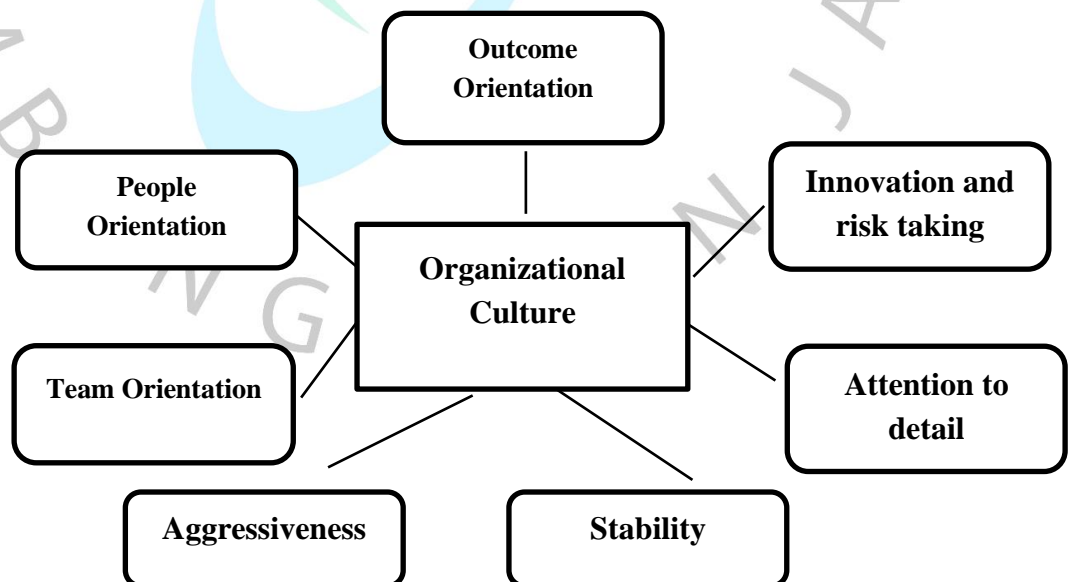 Outcome
Orientation
People
Orientation
Innovation and
risk taking
Organizational
Culture
Team Orientation
Attention to
detail
Aggressiveness
Stability
N G
N J